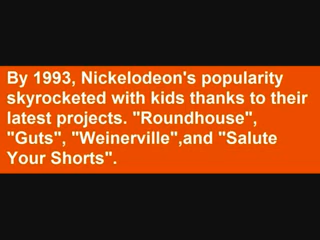 By 1993, Nickelodeon's popularity
skyrocketed with kids thanks to their
latest projects. "Roundhouse",
"Guts", "Weinerville",and "Salute
Your Shorts".